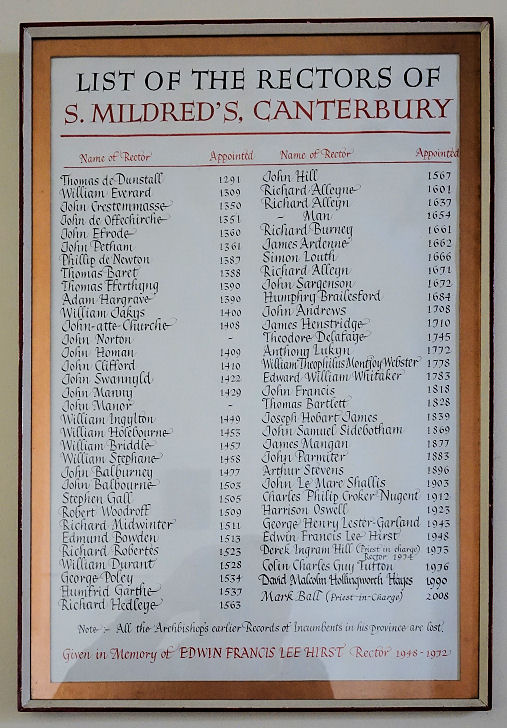 LIST OF THE RECTORS OF
S. MILDRED'S, CANTERBURY
Name of Rector Appointed
Thomas de Dunstall 1291
William Everard 1309
John Crestemmasse 1350
John de Offechirche 1351
John Efrode 1360
John Petham 1361
Phillip de Newton 1387
Thomas Baret 1388
Thomas Fferthyng 1390
Adam Hargrave 1390
William Jakys 1400
John-atte-Churche 1408
John Norton -
John Homan 1409
John Clifford 1410
John Swannyld 1422
John Manny 1429
John Manor -
William Ingylton 1449
William Holebourne 1453
William Briddle 1457
William Stephane 1458
John Balburney 1477
John Balbourne 1503
Stephen Gall 1505
Robert Woodroff 1509
Richard Midwinter 1511
Edmund Bowden 1513
Richard Robertes 1523
William Durant 1528
George Poley 1534
Humfrid Garthe 1537
Richard Hedleye 1563
Name of Rector Appointed
John Hill 1567
Richard Alleyne 1601
Richard Alleyn 1637
- Man 1654
Richard Burney 1661
James Ardenne 1662
Simon Louth 1666
Richard Alleyn 1671
John Sargenson 1672
Humphry Brailesford 1684
John Andrews 1708
James Henstridge 1710
Theodore Delafaye 1745
Anthony Lukyn 1772
William Theophilus Montjoy Webster 1778
Edward William Whitaker 1783
John Francis 1818
Thomas Bartlett 1828
Joseph Hobart James 1839
John Samuel Sidebotham 1869
James Mangan 1877
John Parmiter 1883
Arthur Stevens 1896
John Le Mare Shallis 1903
Charles Philip Croker Nugent 1912
Harrison Oswell 1923
George Henry Lester-Garland 1943
Edwin Francis Lee Hirst 1948
Derek Ingram Hill (Priest in charge) 1973
Rector 1974
Colin Charles Guy Tutton 1976
David Malcolm Hollingworth Hayes 1990
Mark Ball (Priest-in-Charge) 2008
Note :- All the Archbishop's earlier Records of Incumbents in his province are lost.
Given in Memory of EDWIN FRANCIS LEE HIRST Rector 1948-1972